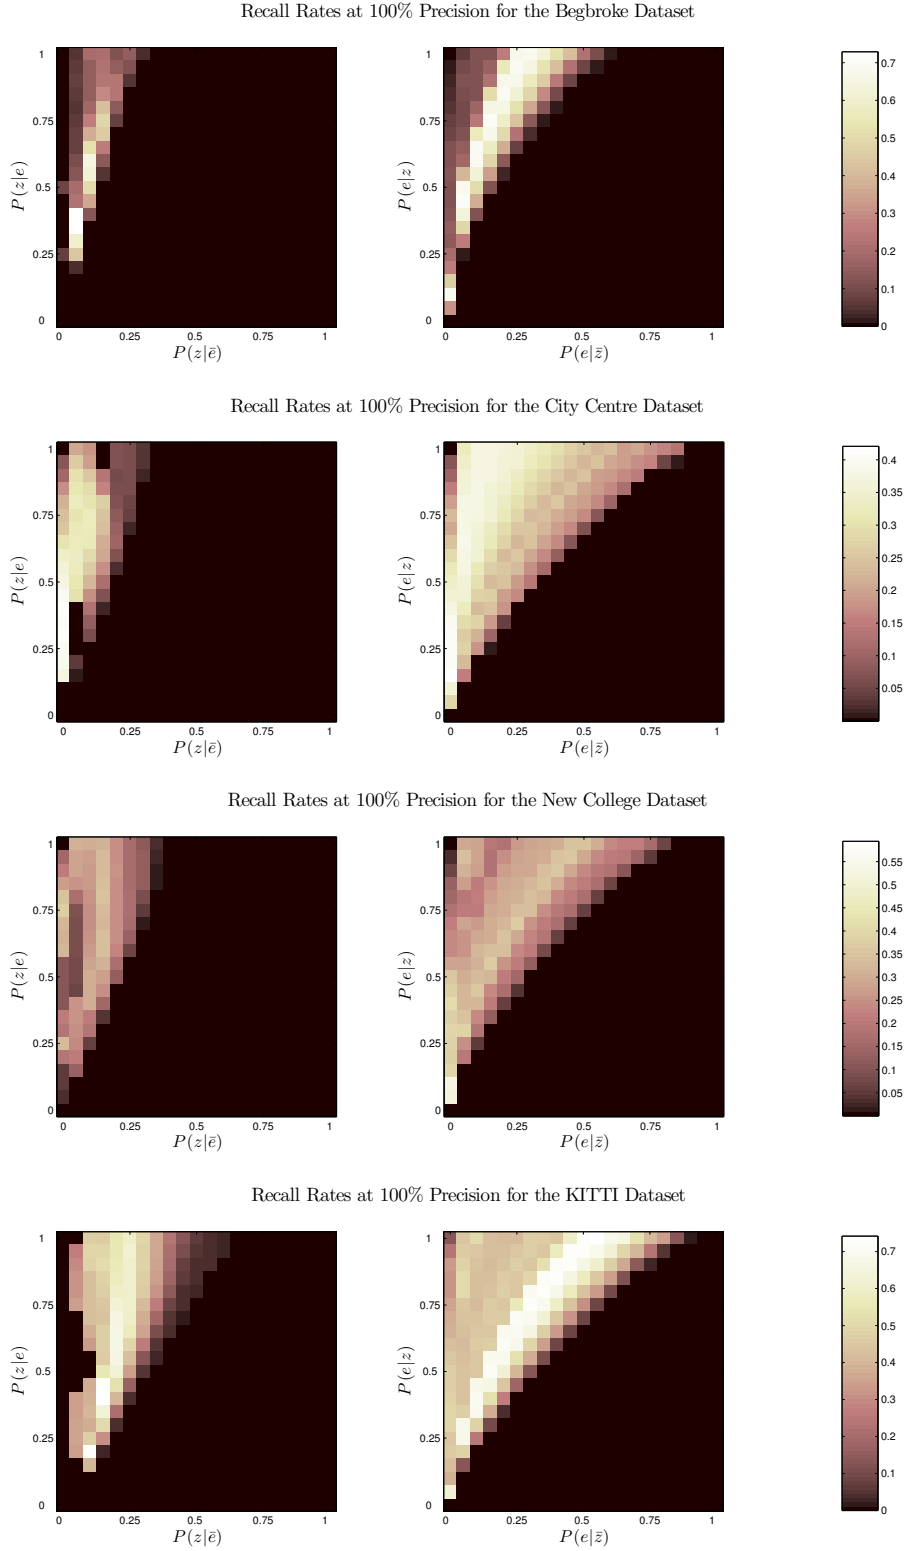 Recall Rates at 100% Precision for the Begbroke Dataset
1
0.75
0.5
0.25
0
P(z|e)
0 0.25 0.5 0.75 1
P(z|ē)
1
0.75
0.5
0.25
0
P(e|z)
0 0.25 0.5 0.75 1
P(e|z̄)
0.7
0.6
0.5
0.4
0.3
0.2
0.1
0
Recall Rates at 100% Precision for the City Centre Dataset
1
0.75
0.5
0.25
0
P(z|e)
0 0.25 0.5 0.75 1
P(z|ē)
1
0.75
0.5
0.25
0
P(e|z)
0 0.25 0.5 0.75 1
P(e|z̄)
0.4
0.35
0.3
0.25
0.2
0.15
0.1
0.05
Recall Rates at 100% Precision for the New College Dataset
1
0.75
0.5
0.25
0
P(z|e)
0 0.25 0.5 0.75 1
P(z|ē)
1
0.75
0.5
0.25
0
P(e|z)
0 0.25 0.5 0.75 1
P(e|z̄)
0.55
0.5
0.45
0.4
0.35
0.3
0.25
0.2
0.15
0.1
0.05
Recall Rates at 100% Precision for the KITTI Dataset
1
0.75
0.5
0.25
0
P(z|e)
0 0.25 0.5 0.75 1
P(z|ē)
1
0.75
0.5
0.25
0
P(e|z)
0 0.25 0.5 0.75 1
P(e|z̄)
0.7
0.6
0.5
0.4
0.3
0.2
0.1
0